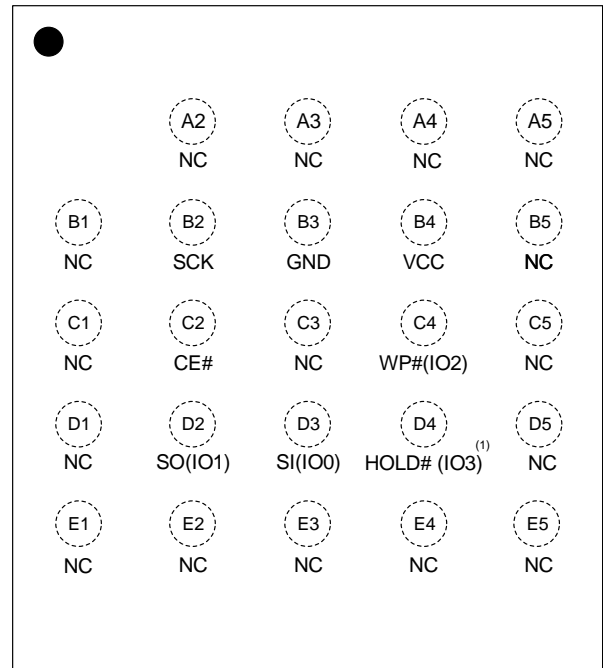 A2 A3 A4 A5
NC NC NC NC
B1 B2 B3 B4 B5
NC SCK GND VCC NC
C1 C2 C3 C4 C5
NC CE# NC WP#(IO2) NC
D1 D2 D3 D4 D5
NC SO(IO1) SI(IO0) HOLD# (IO3)(1) NC
E1 E2 E3 E4 E5
NC NC NC NC NC